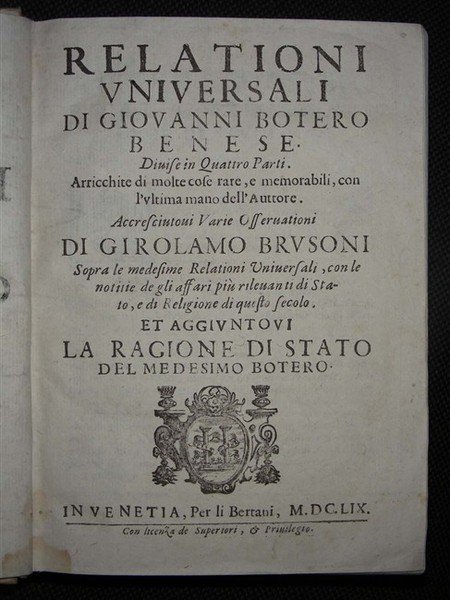 RELATIONI
VNIVERSALI
DI GIOVANNI BOTERO
BENESE.
Diuise in Quattro Parti.
Arricchite di molte cose rare, e memorabili, con
l'vltima mano dell'Auttore.
Accresciutoui Varie Osseruationi
DI GIROLAMO BRVSONI
Sopra le medesime Relationi Vniuersali, con le
notitie de gli affari più rileuanti di Sta-
to, e di Religione di questo secolo.
ET AGGIVNTOVI
LA RAGIONE DI STATO
DEL MEDESIMO BOTERO.
IN VENETIA, Per li Bertani, M.DC.LIX.
Con licenza de Superiori, & Priuilegio.